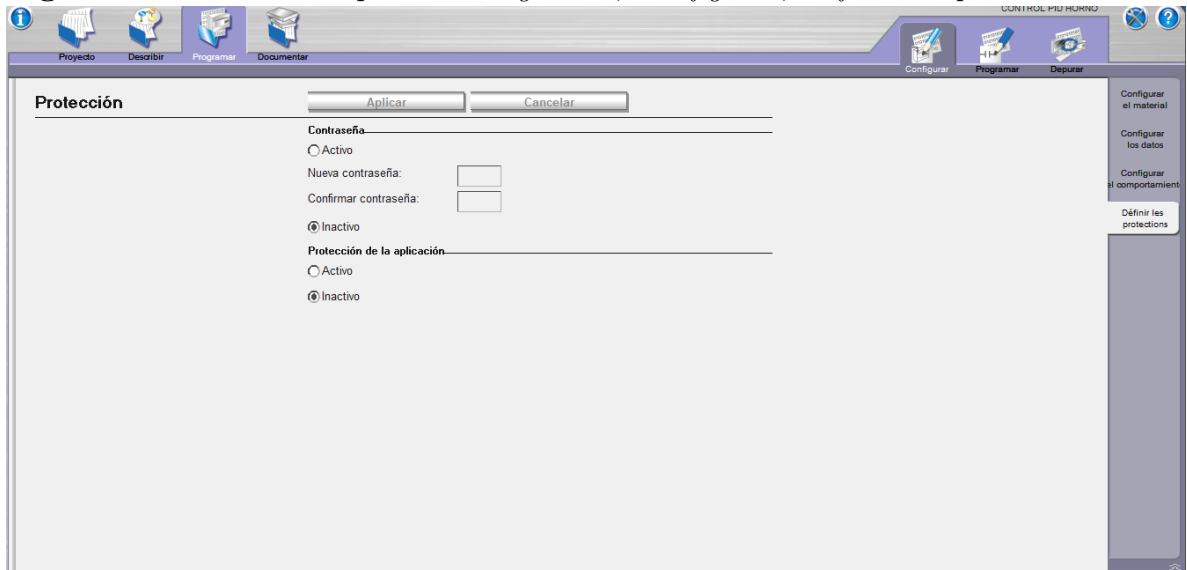 CONTROL PID HORNO
Proyecto
Describir
Programar
Documentar
Configurar
Programar
Depurar
Protección
Aplicar
Cancelar
Contraseña
Activo
Nueva contraseña:
Confirmar contraseña:
Inactivo
Protección de la aplicación
Activo
Inactivo
Configurar
el material
Configurar
los datos
Configurar
el comportamient
Définir les
protections